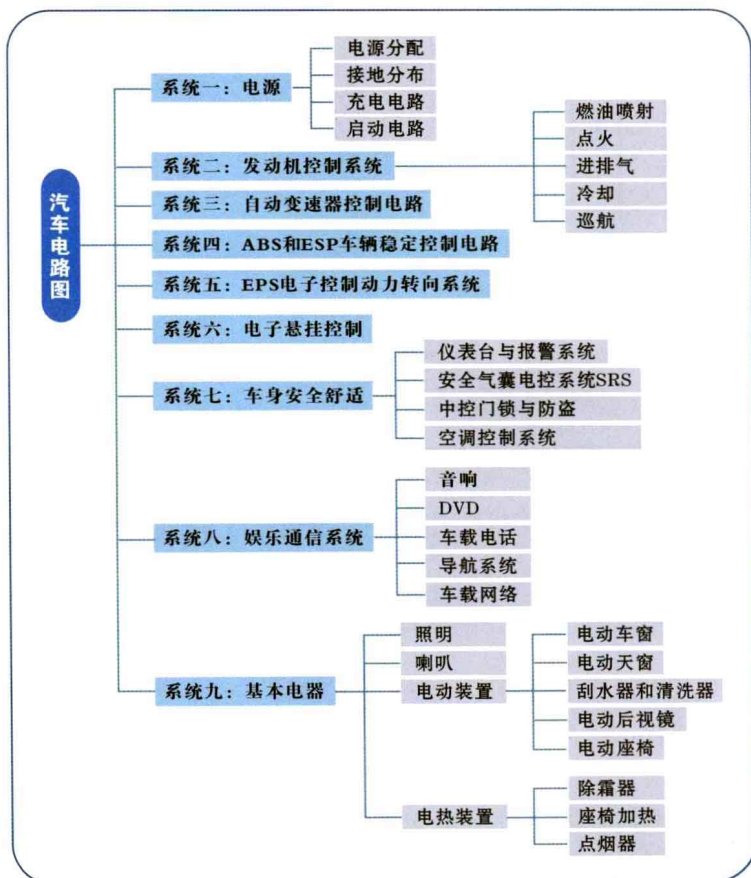 汽车电路图
系统一：电源
电源分配
接地分布
充电电路
启动电路
系统二：发动机控制系统
燃油喷射
点火
进排气
冷却
巡航
系统三：自动变速器控制电路
系统四：ABS和ESP车辆稳定控制电路
系统五：EPS电子控制动力转向系统
系统六：电子悬挂控制
系统七：车身安全舒适
仪表台与报警系统
安全气囊电控系统SRS
中控门锁与防盗
空调控制系统
系统八：娱乐通信系统
音响
DVD
车载电话
导航系统
车载网络
系统九：基本电器
照明
喇叭
电动装置
电动车窗
电动天窗
刮水器和清洗器
电动后视镜
电动座椅
电热装置
除霜器
座椅加热
点烟器